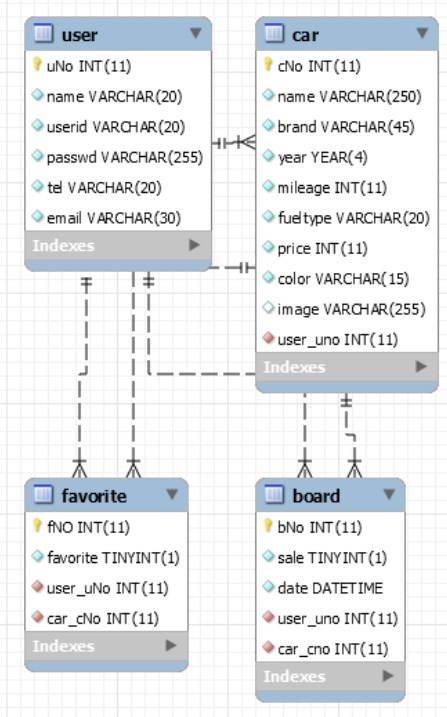 user
uNo INT(11)
name VARCHAR(20)
userid VARCHAR(20)
passwd VARCHAR(255)
tel VARCHAR(20)
email VARCHAR(30)
Indexes
car
cNo INT(11)
name VARCHAR(250)
brand VARCHAR(45)
year YEAR(4)
mileage INT(11)
fueltype VARCHAR(20)
price INT(11)
color VARCHAR(15)
image VARCHAR(255)
user_uno INT(11)
Indexes
favorite
fNO INT(11)
favorite TINYINT(1)
user_uNo INT(11)
car_cNo INT(11)
Indexes
board
bNo INT(11)
sale TINYINT(1)
date DATETIME
user_uno INT(11)
car_cno INT(11)
Indexes